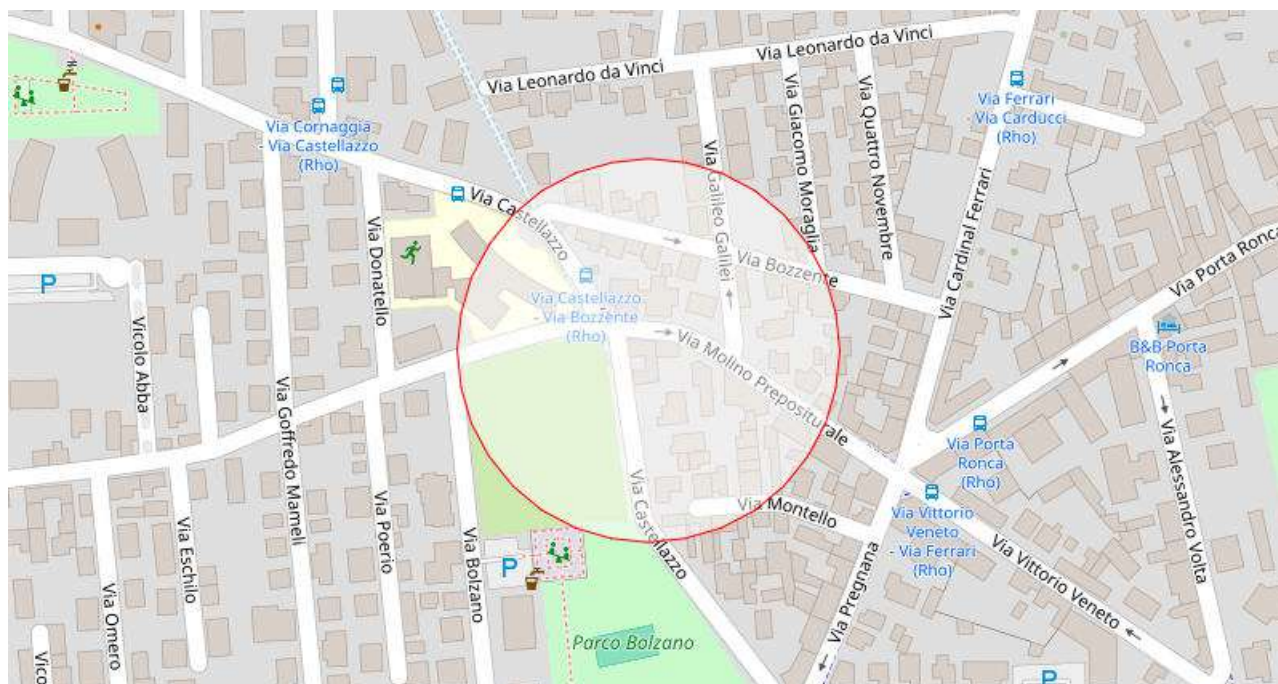 Via Leonardo da Vinci
Via Leonardo da Vinci
Via Cornaggia
- Via Castellazzo
(Rho)
Via Ferrari
- Via Carducci
(Rho)
Via Giacomo Moraglia
Via Quattro Novembre
Via Galileo Galilei
Via Castellazzo
Via Donatello
Via Cardinal Ferrari
Via Porta Ronca
Via Bozzente
P
Via Castellazzo
- Via Bozzente
(Rho)
Vicolo Abba
Via Molino Prepositurale
B&B Porta
Ronca
Via Goffredo Mameli
Via Porta
Ronca
(Rho)
Via Alessandro Volta
Via Castellazzo
Via Montello
Via Vittorio
Veneto
- Via Ferrari
(Rho)
Via Eschilo
Via Poerio
Via Bolzano
P
Via Pregnana
Via Vittorio Veneto
Via Omero
Parco Bolzano
Vico
P